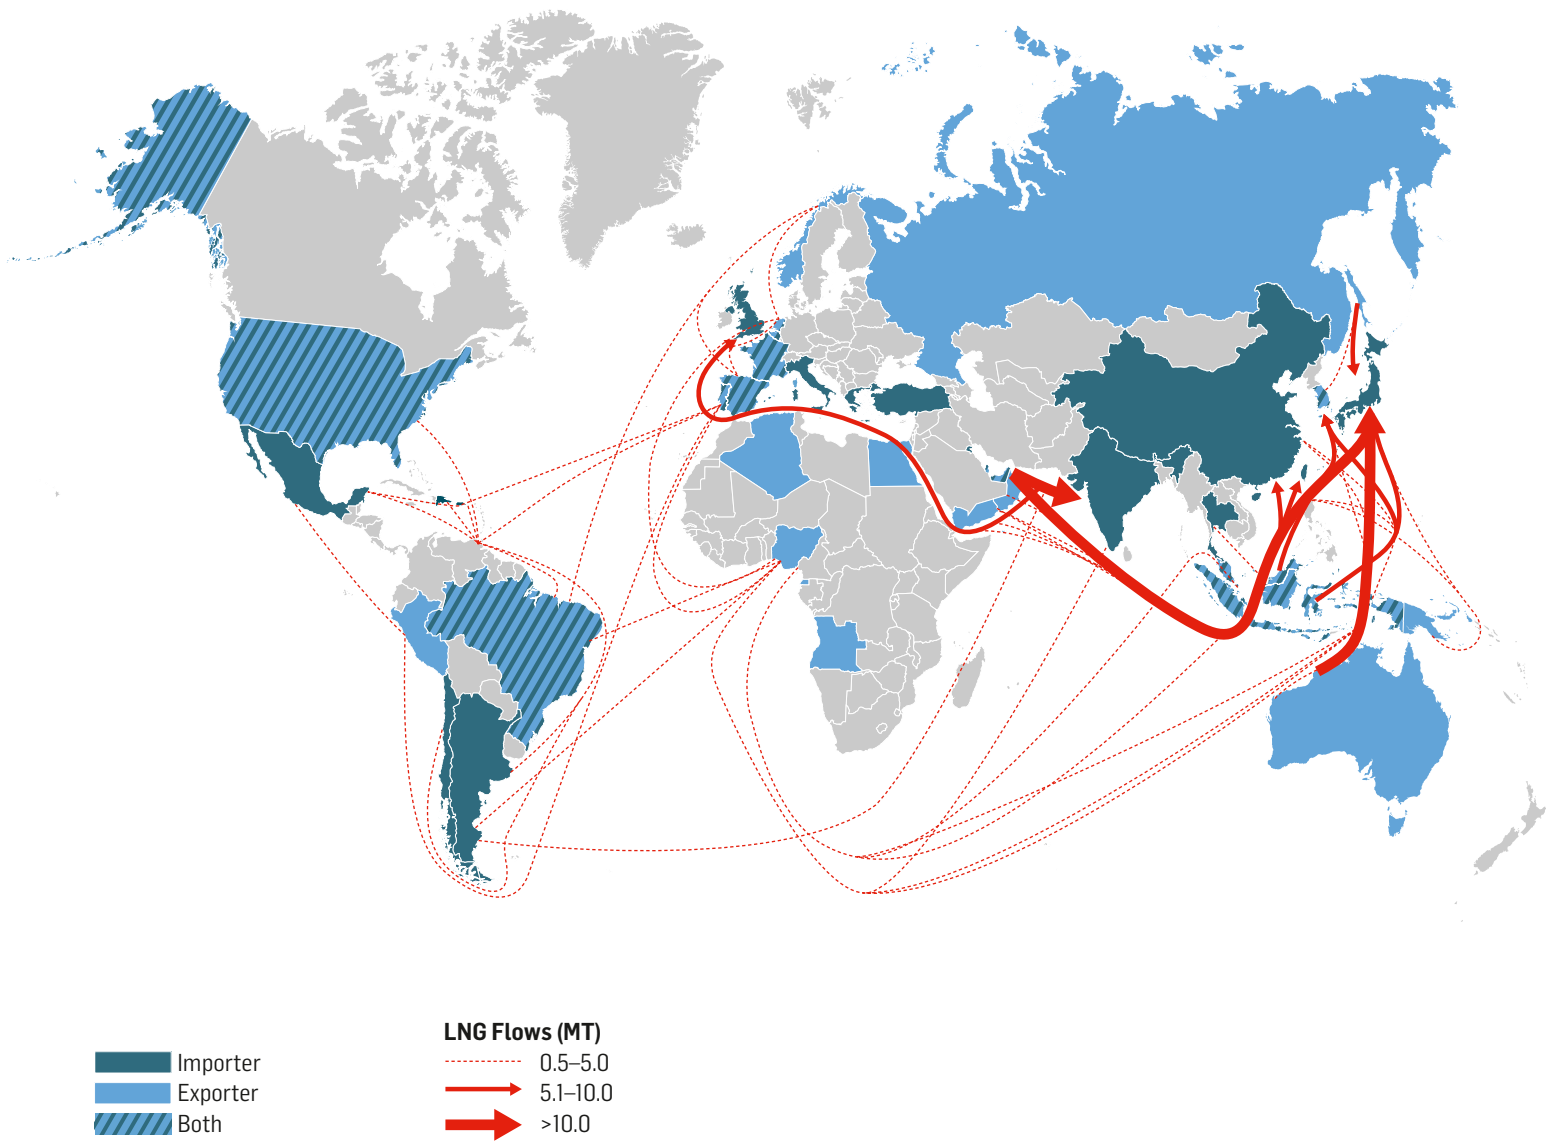 Importer
Exporter
Both
LNG Flows (MT)
0.5–5.0
5.1–10.0
>10.0